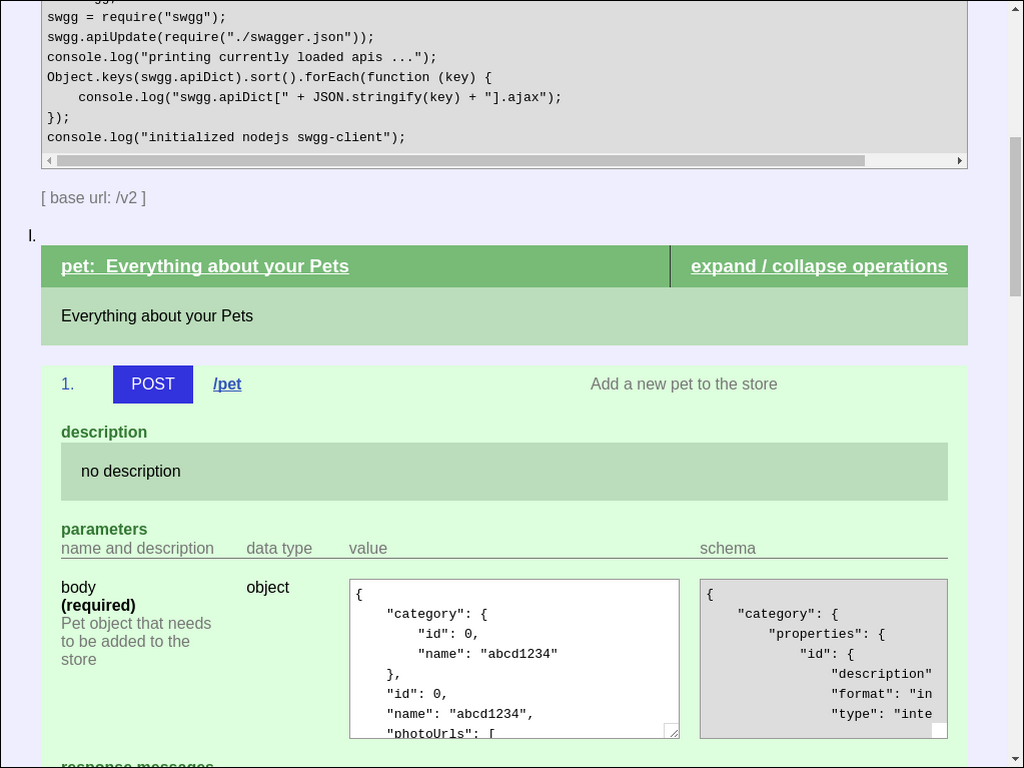 swgg = require("swgg");
swgg.apiUpdate(require("./swagger.json"));
console.log("printing currently loaded apis ...");
Object.keys(swgg.apiDict).sort().forEach(function (key) {
    console.log("swgg.apiDict[" + JSON.stringify(key) + "].ajax");
});
console.log("initialized nodejs swgg-client");
[ base url: /v2 ]
I.
pet:  Everything about your Pets expand / collapse operations
Everything about your Pets
1. POST /pet Add a new pet to the store
description
no description
parameters
name and description data type value schema
body object
(required)
Pet object that needs
to be added to the
store
{
    "category": {
        "id": 0,
        "name": "abcd1234"
    },
    "id": 0,
    "name": "abcd1234",
    "photoUrls": [
{
    "category": {
        "properties": {
            "id": {
                "description"
                "format": "in
                "type": "inte
response messages